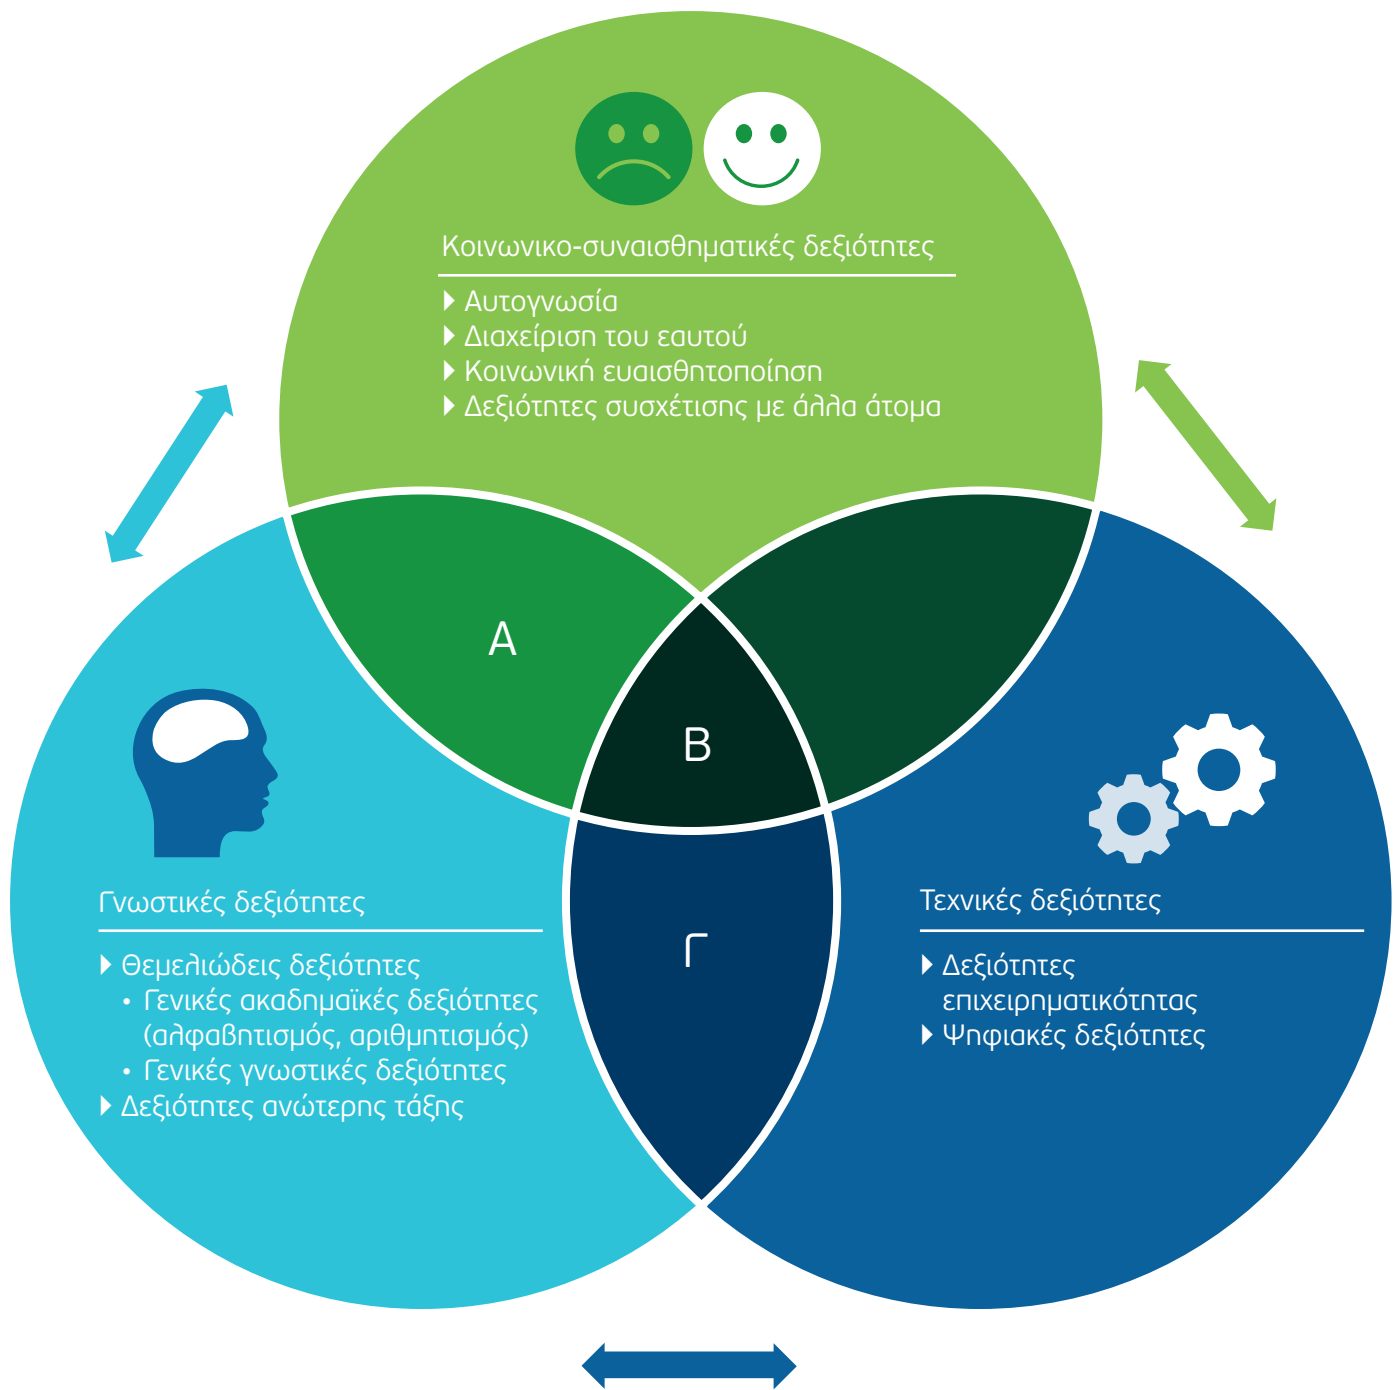 Κοινωνικο-συναισθηματικές δεξιότητες
Αυτογνωσία
Διαχείριση του εαυτού
Κοινωνική ευαισθητοποίηση
Δεξιότητες συσχέτισης με άλλα άτομα
Α
Β
Γ
Γνωστικές δεξιότητες
Θεμελιώδεις δεξιότητες
• Γενικές ακαδημαϊκές δεξιότητες
(αλφαβητισμός, αριθμητισμός)
• Γενικές γνωστικές δεξιότητες
Δεξιότητες ανώτερης τάξης
Τεχνικές δεξιότητες
Δεξιότητες
επιχειρηματικότητας
Ψηφιακές δεξιότητες